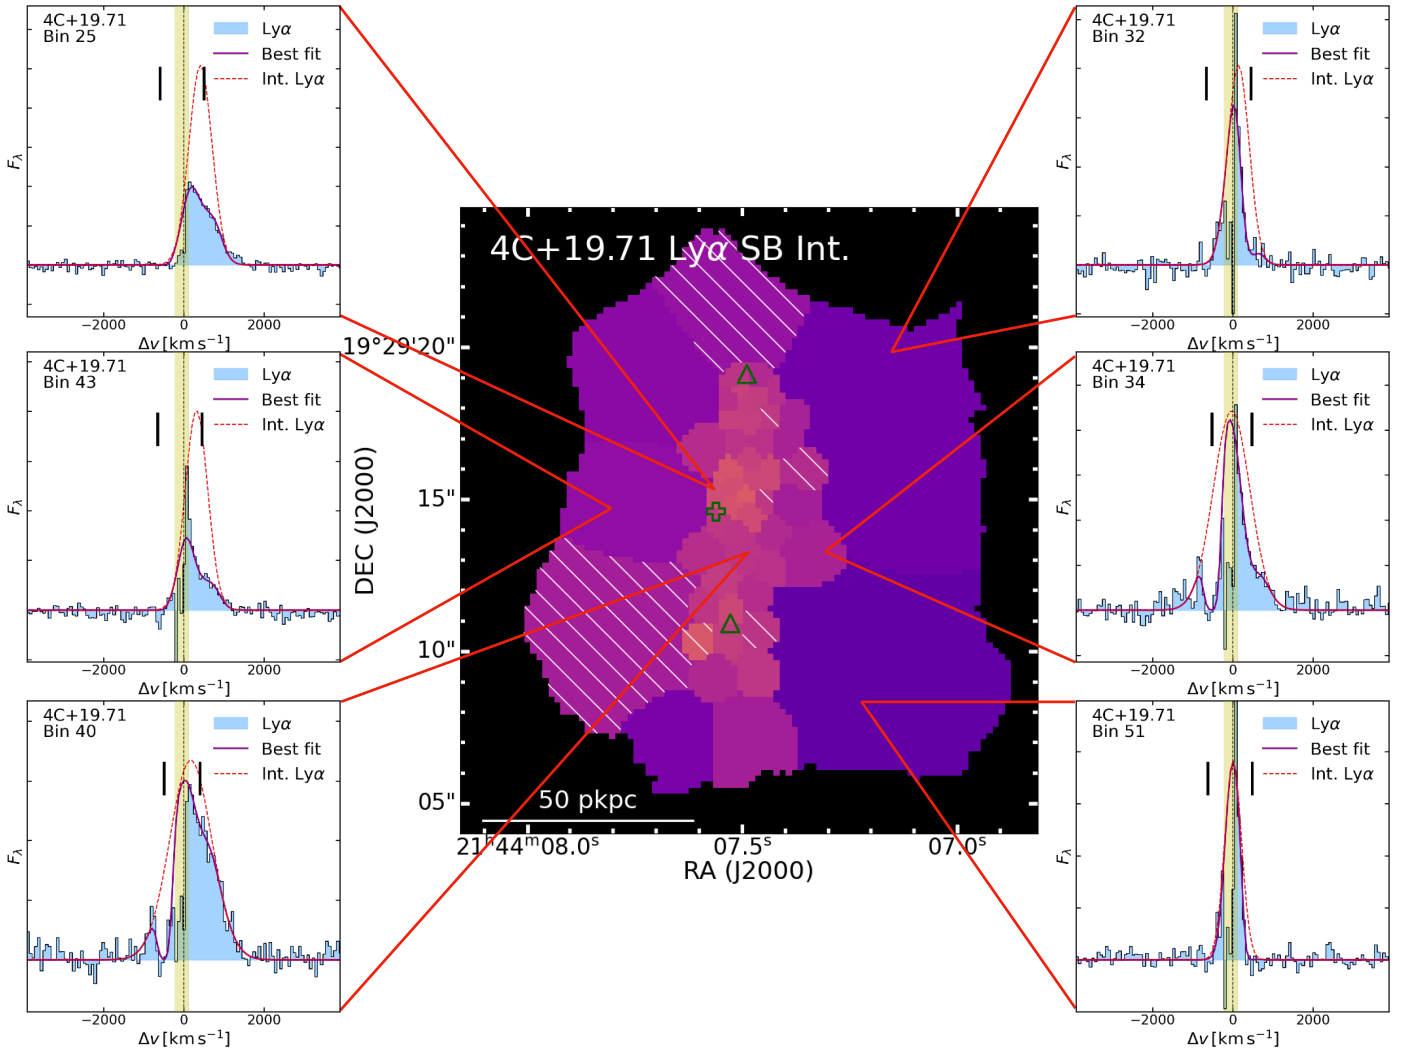 4C+19.71
Bin 25
Lyα
Best fit
Int. Lyα
F_λ
−2000 0 2000
Δv [km s⁻¹]
4C+19.71
Bin 43
Lyα
Best fit
Int. Lyα
F_λ
−2000 0 2000
Δv [km s⁻¹]
4C+19.71
Bin 40
Lyα
Best fit
Int. Lyα
F_λ
−2000 0 2000
Δv [km s⁻¹]
4C+19.71 Lyα SB Int.
19°29'20"
15"
10"
05"
DEC (J2000)
50 pkpc
21ʰ44ᵐ08.0ˢ 07.5ˢ 07.0ˢ
RA (J2000)
4C+19.71
Bin 32
Lyα
Best fit
Int. Lyα
F_λ
−2000 0 2000
Δv [km s⁻¹]
4C+19.71
Bin 34
Lyα
Best fit
Int. Lyα
F_λ
−2000 0 2000
Δv [km s⁻¹]
4C+19.71
Bin 51
Lyα
Best fit
Int. Lyα
F_λ
−2000 0 2000
Δv [km s⁻¹]